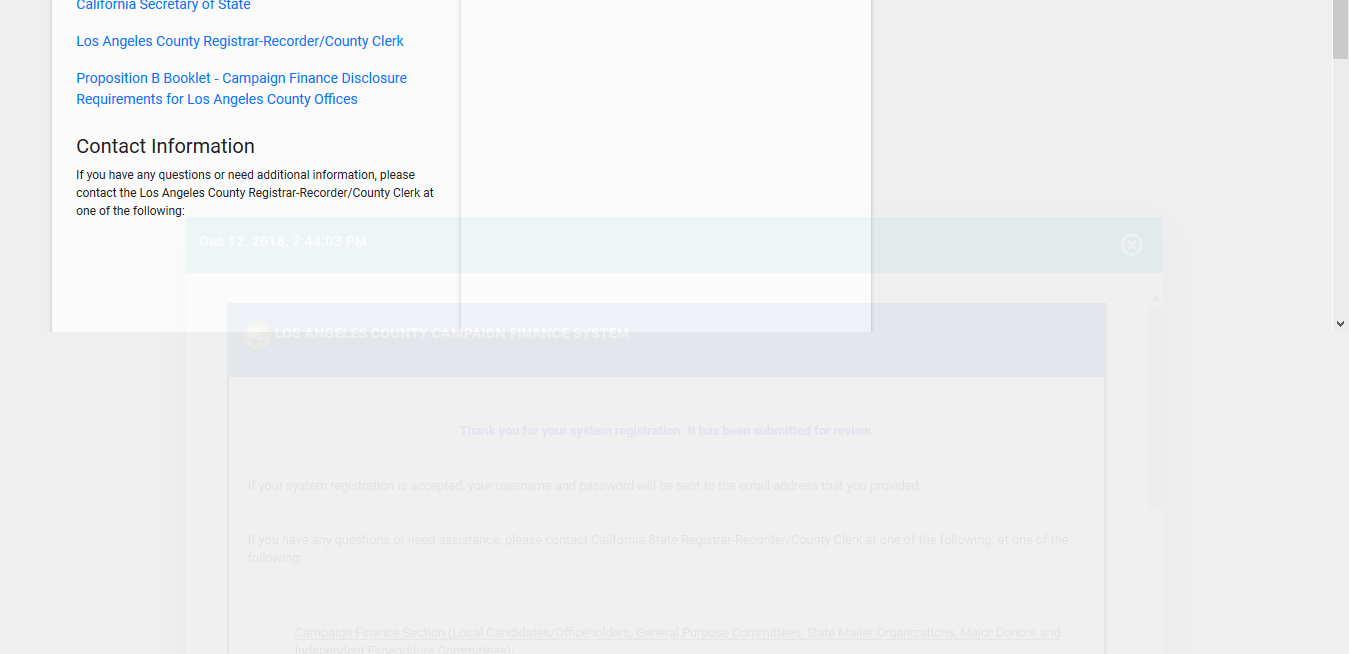 California Secretary of State
Los Angeles County Registrar-Recorder/County Clerk
Proposition B Booklet - Campaign Finance Disclosure
Requirements for Los Angeles County Offices
Contact Information
If you have any questions or need additional information, please
contact the Los Angeles County Registrar-Recorder/County Clerk at
one of the following:
Dec 12, 2018, 7:44:03 PM
LOS ANGELES COUNTY CAMPAIGN FINANCE SYSTEM
Thank you for your system registration. It has been submitted for review.
If your system registration is accepted, your username and password will be sent to the email address that you provided.
If you have any questions or need assistance, please contact California State Registrar-Recorder/County Clerk at one of the following: at one of the
following:
Campaign Finance Section (Local Candidates/Officeholders, General Purpose Committees, Slate Mailer Organizations, Major Donors and
Independent Expenditure Committees):